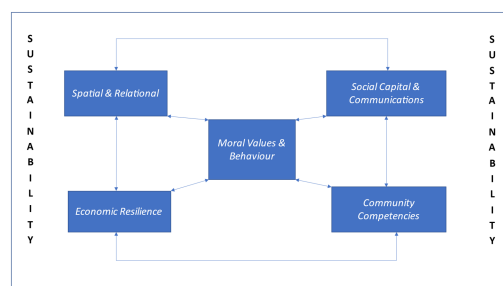 SUSTAINABILITY
Spatial & Relational
Social Capital &
Communications
Moral Values &
Behaviour
Economic Resilience
Community
Competencies
SUSTAINABILITY